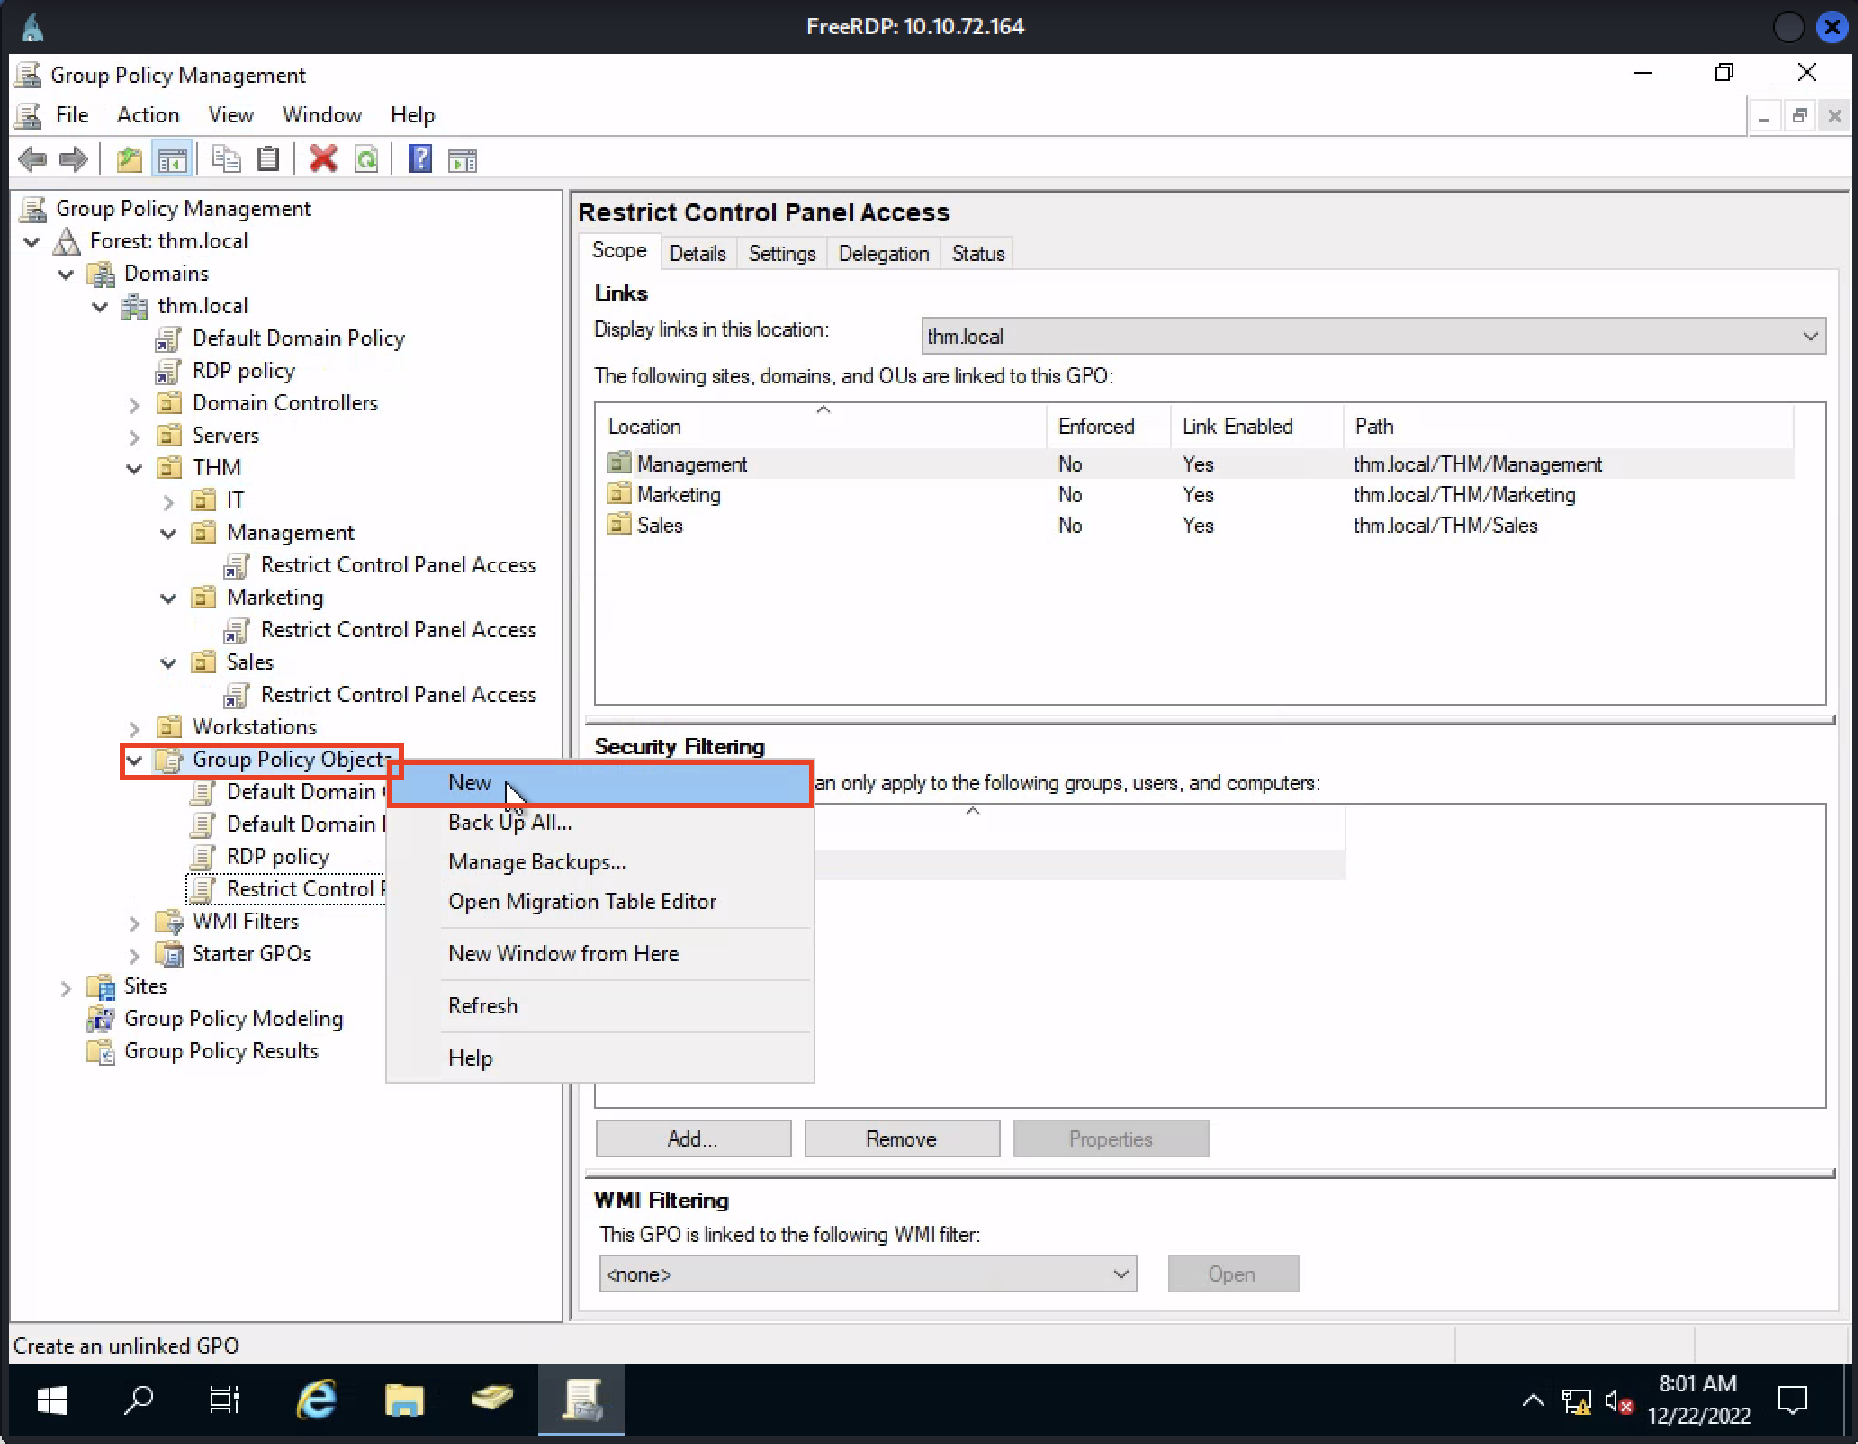 FreeRDP: 10.10.72.164
Group Policy Management
File Action View Window Help
Group Policy Management
Forest: thm.local
Domains
thm.local
Default Domain Policy
RDP policy
Domain Controllers
Servers
THM
IT
Management
Restrict Control Panel Access
Marketing
Restrict Control Panel Access
Sales
Restrict Control Panel Access
Workstations
Group Policy Objects
Default Domain
Default Domain
RDP policy
Restrict Control
WMI Filters
Starter GPOs
Sites
Group Policy Modeling
Group Policy Results
New
Back Up All...
Manage Backups...
Open Migration Table Editor
New Window from Here
Refresh
Help
Restrict Control Panel Access
Scope Details Settings Delegation Status
Links
Display links in this location: thm.local
The following sites, domains, and OUs are linked to this GPO:
Location Enforced Link Enabled Path
Management No Yes thm.local/THM/Management
Marketing No Yes thm.local/THM/Marketing
Sales No Yes thm.local/THM/Sales
Security Filtering
an only apply to the following groups, users, and computers:
Add... Remove Properties
WMI Filtering
This GPO is linked to the following WMI filter:
<none> Open
Create an unlinked GPO
8:01 AM
12/22/2022